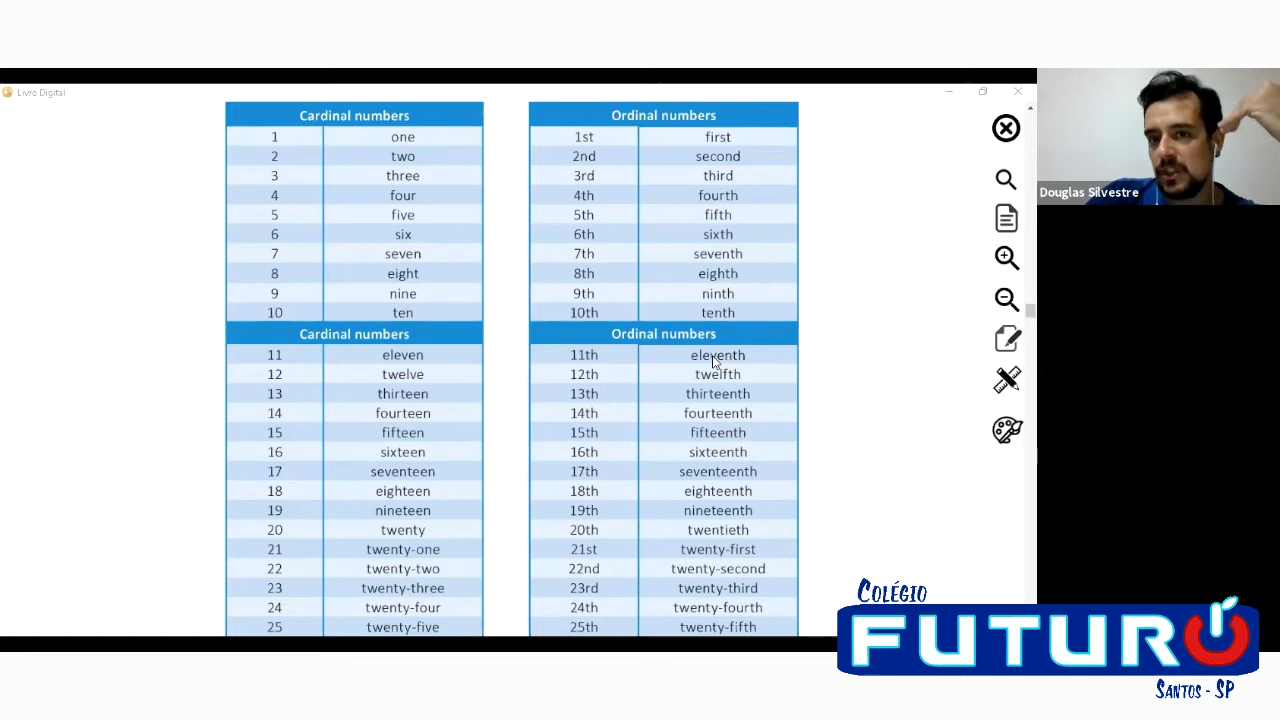 Livro Digital
Cardinal numbers
1 one
2 two
3 three
4 four
5 five
6 six
7 seven
8 eight
9 nine
10 ten
Cardinal numbers
11 eleven
12 twelve
13 thirteen
14 fourteen
15 fifteen
16 sixteen
17 seventeen
18 eighteen
19 nineteen
20 twenty
21 twenty-one
22 twenty-two
23 twenty-three
24 twenty-four
25 twenty-five
Ordinal numbers
1st first
2nd second
3rd third
4th fourth
5th fifth
6th sixth
7th seventh
8th eighth
9th ninth
10th tenth
Ordinal numbers
11th eleventh
12th twelfth
13th thirteenth
14th fourteenth
15th fifteenth
16th sixteenth
17th seventeenth
18th eighteenth
19th nineteenth
20th twentieth
21st twenty-first
22nd twenty-second
23rd twenty-third
24th twenty-fourth
25th twenty-fifth
Douglas Silvestre
COLÉGIO
FUTURO
SANTOS - SP